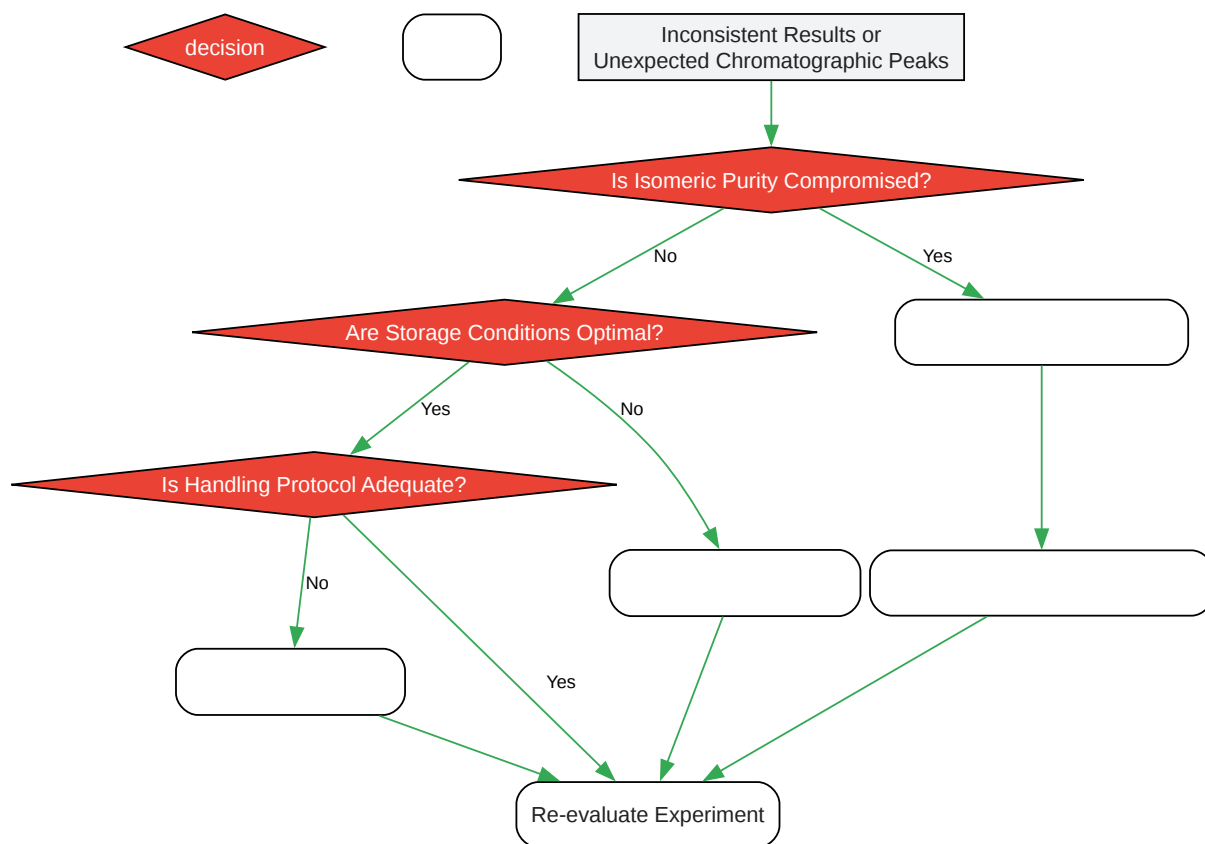 decision
Inconsistent Results or
Unexpected Chromatographic Peaks
Is Isomeric Purity Compromised?
No
Yes
Are Storage Conditions Optimal?
Yes
No
Is Handling Protocol Adequate?
No
Yes
Re-evaluate Experiment